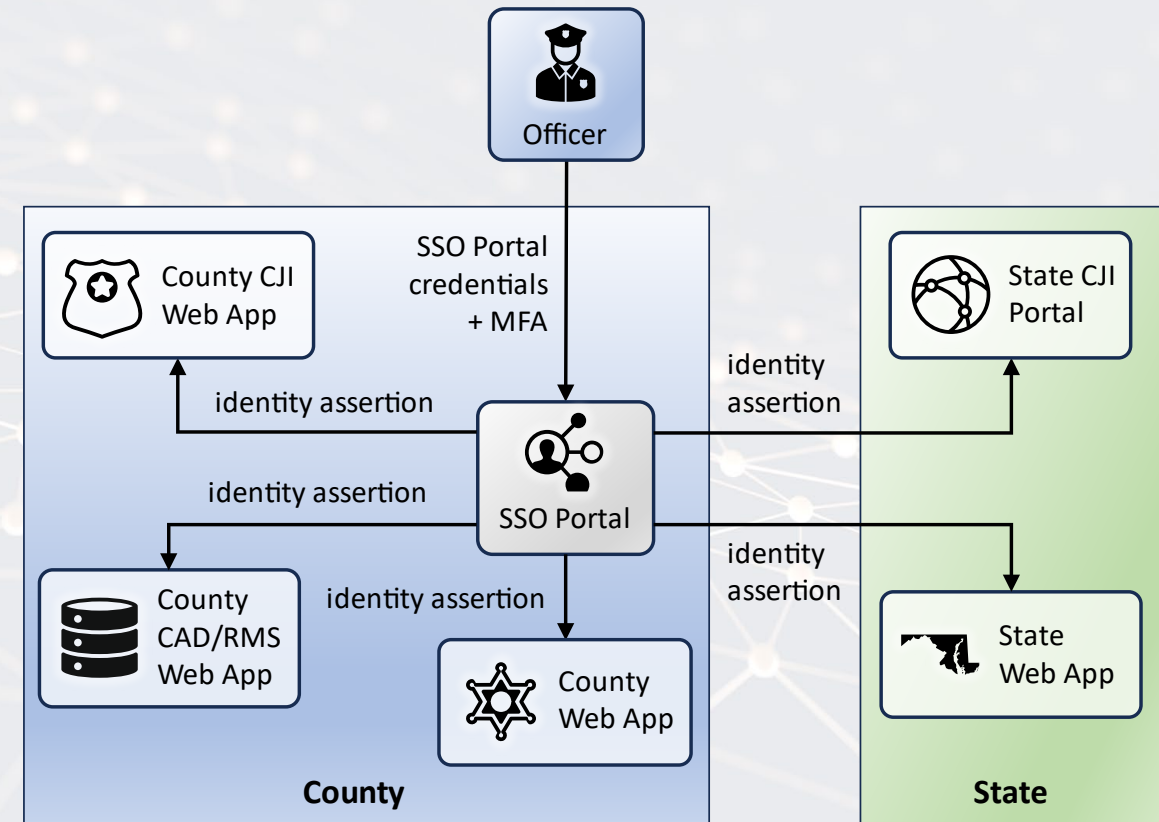 Officer
SSO Portal
credentials
+ MFA
County CJI
Web App
State CJI
Portal
identity assertion
identity
assertion
SSO Portal
identity assertion
identity
assertion
County
CAD/RMS
Web App
identity assertion
County
Web App
State
Web App
County
State